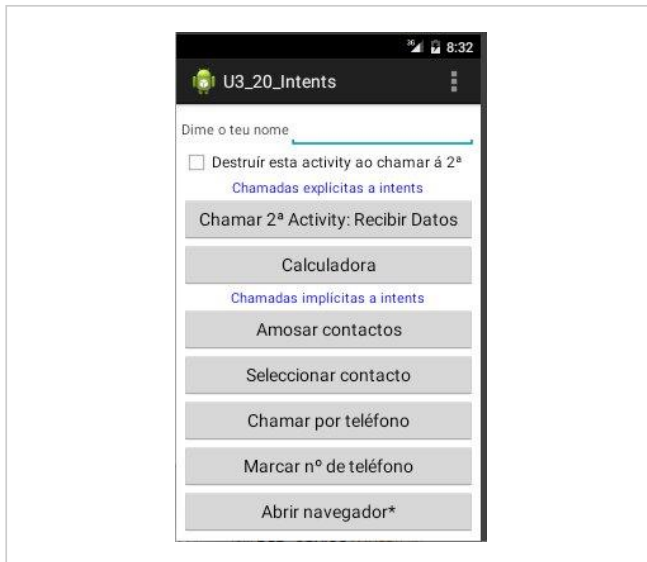 3G 8:32
U3_20_Intents
Dime o teu nome
Destruír esta activity ao chamar á 2ª
Chamadas explícitas a intents
Chamar 2ª Activity: Recibir Datos
Calculadora
Chamadas implícitas a intents
Amosar contactos
Seleccionar contacto
Chamar por teléfono
Marcar nº de teléfono
Abrir navegador*